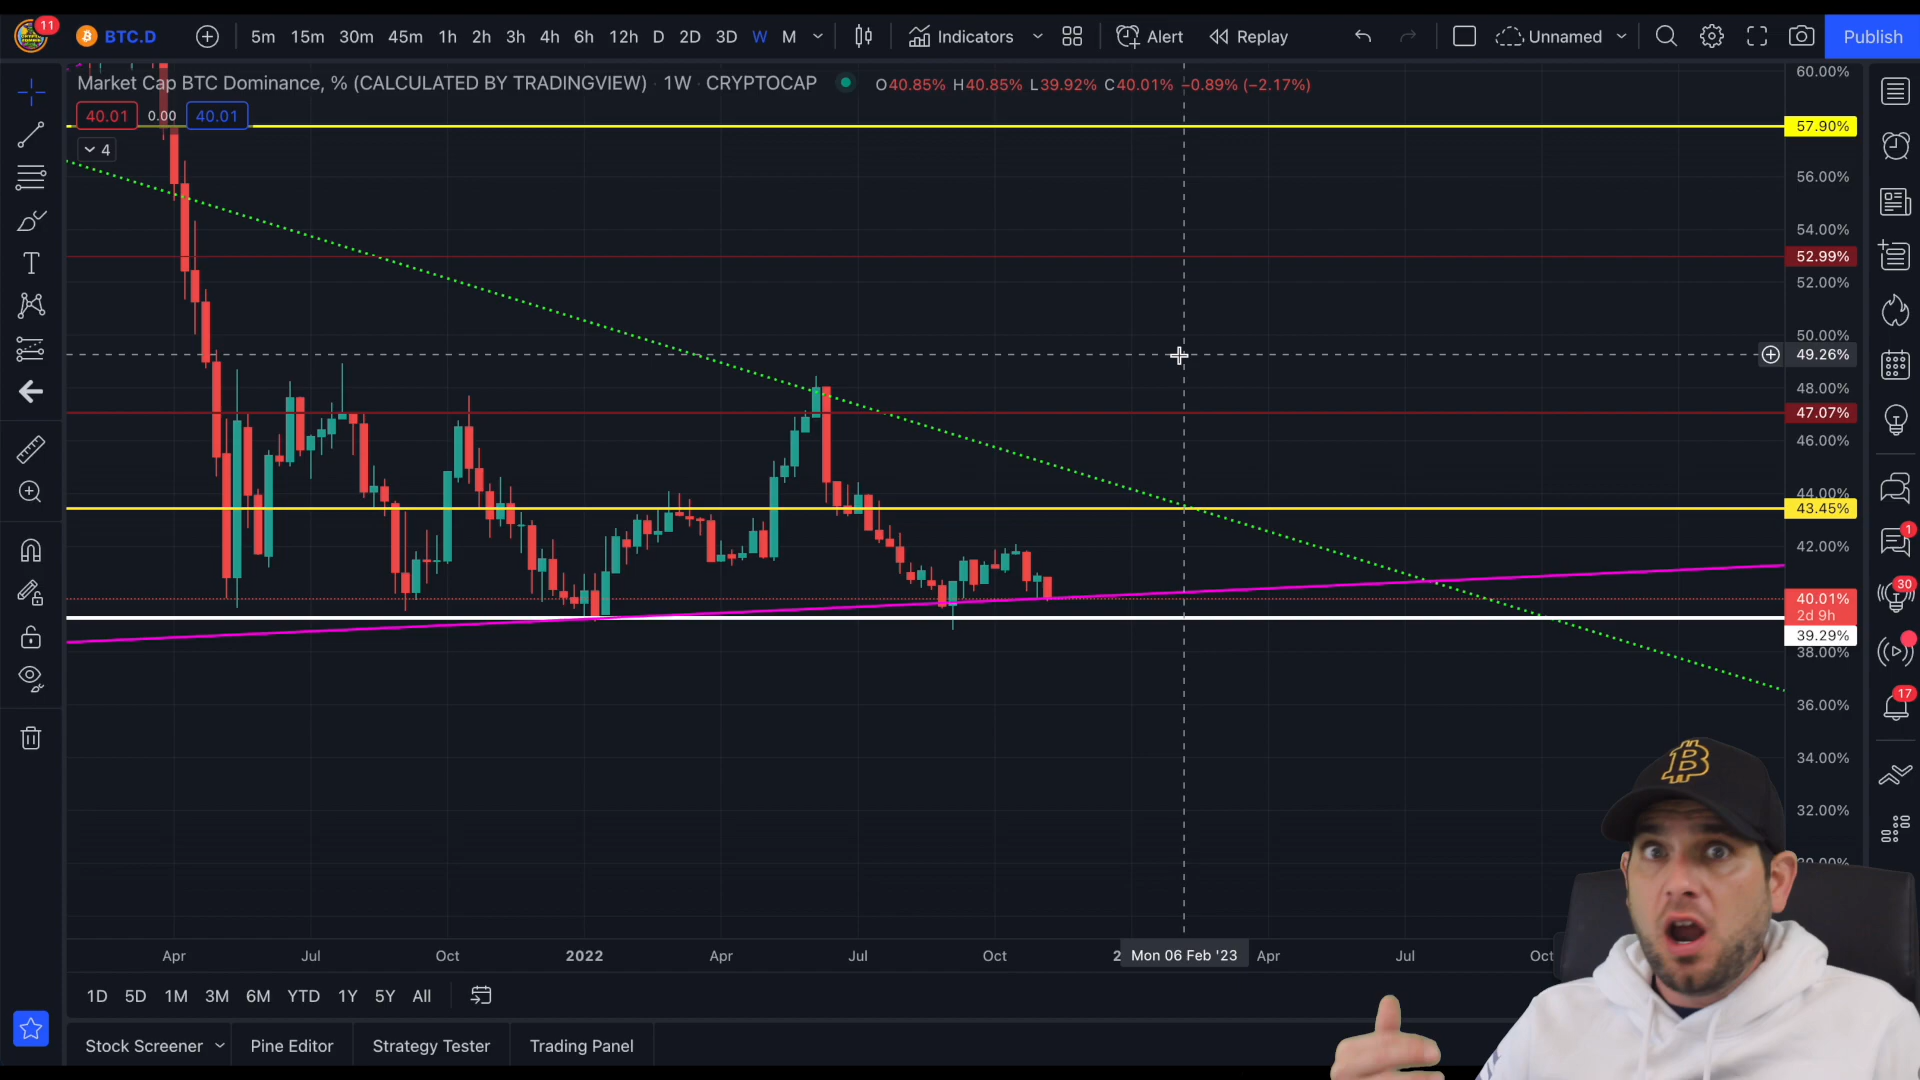 11
BTC.D
5m 15m 30m 45m 1h 2h 3h 4h 6h 12h D 2D 3D W M
Indicators
Alert
Replay
Unnamed
Publish
Market Cap BTC Dominance, % (CALCULATED BY TRADINGVIEW) · 1W · CRYPTOCAP
O40.85% H40.85% L39.92% C40.01% −0.89% (−2.17%)
40.01 0.00 40.01
4
60.00%
57.90%
56.00%
54.00%
52.99%
52.00%
50.00%
49.26%
48.00%
47.07%
46.00%
44.00%
43.45%
42.00%
40.01%
2d 9h
39.29%
38.00%
36.00%
34.00%
32.00%
1
30
17
Apr Jul Oct 2022 Apr Jul Oct 2 Mon 06 Feb '23 Apr Jul Oct
1D 5D 1M 3M 6M YTD 1Y 5Y All
Stock Screener Pine Editor Strategy Tester Trading Panel